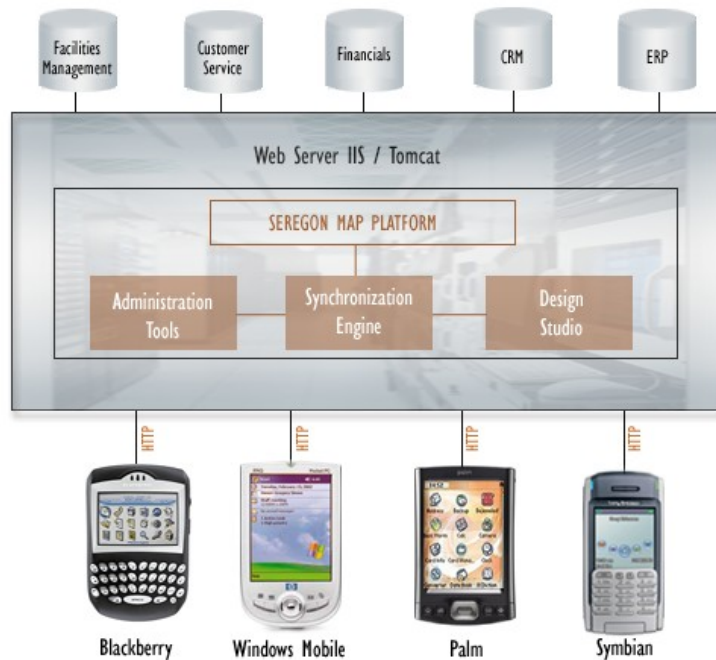 Facilities
Management
Customer
Service
Financials
CRM
ERP
Web Server IIS / Tomcat
SEREGON MAP PLATFORM
Administration
Tools
Synchronization
Engine
Design
Studio
HTTP
HTTP
HTTP
HTTP
Blackberry
Windows Mobile
Palm
Symbian